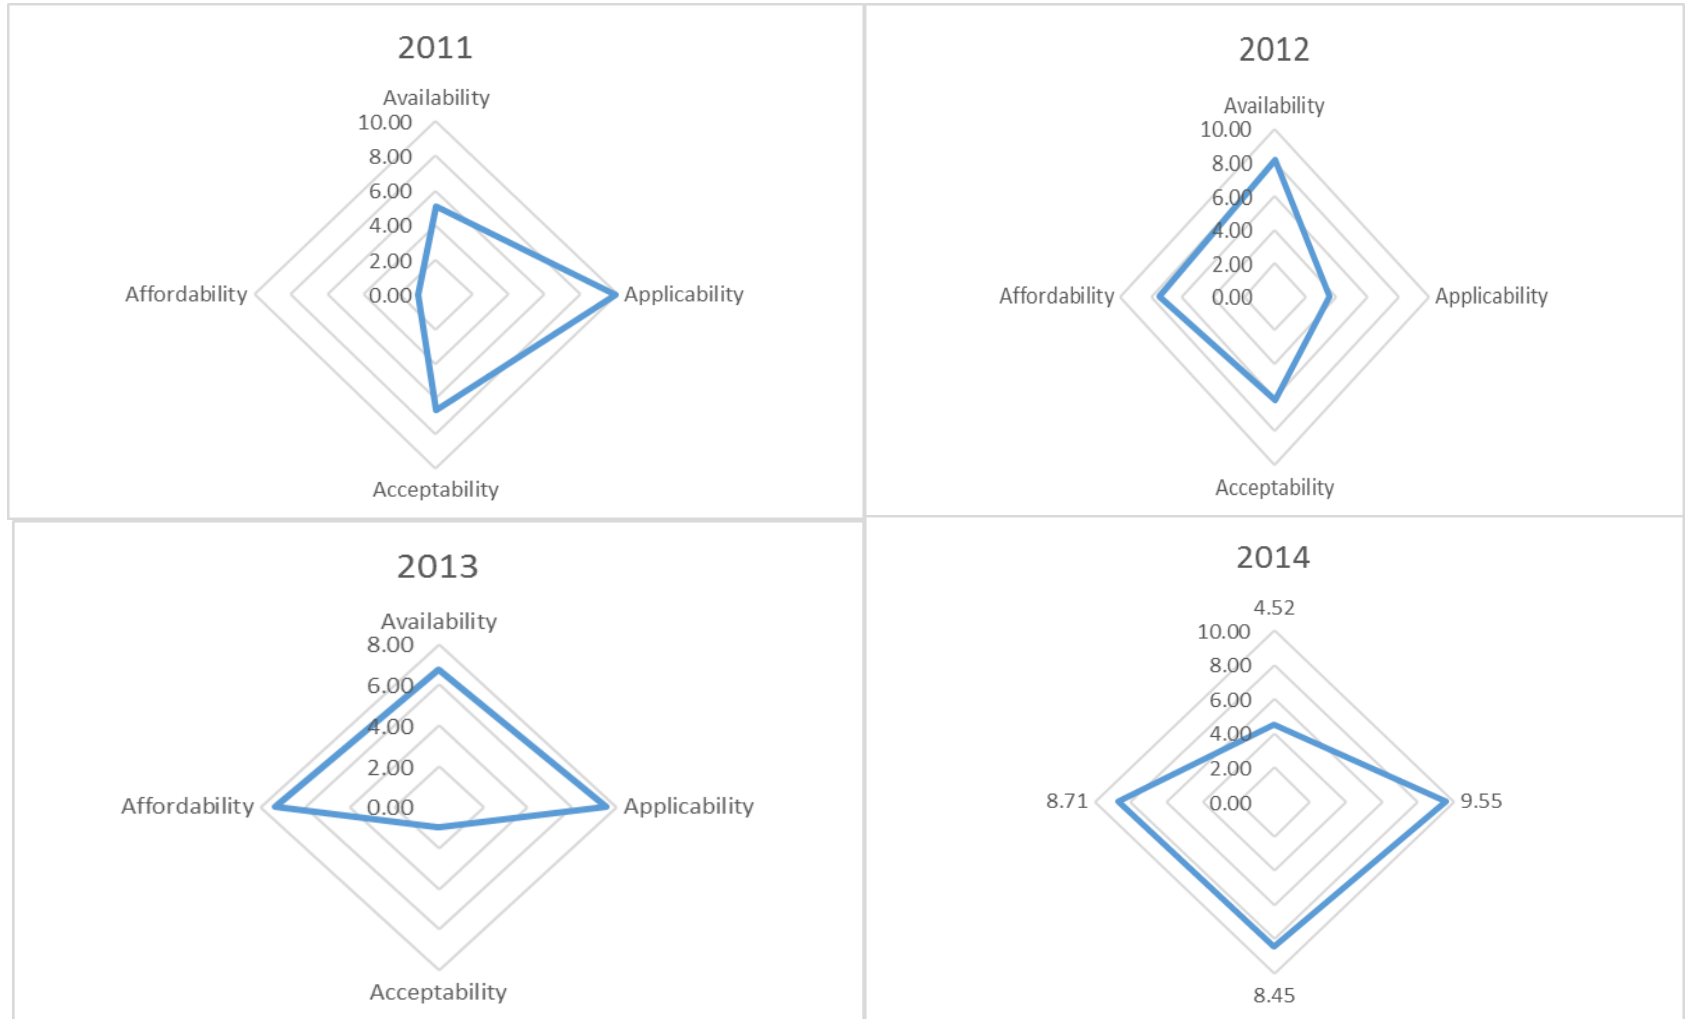 2011
Availability
10.00
8.00
6.00
4.00
2.00
0.00
Affordability
Applicability
Acceptability
2012
Availability
10.00
8.00
6.00
4.00
2.00
0.00
Affordability
Applicability
Acceptability
2013
Availability
8.00
6.00
4.00
2.00
0.00
Affordability
Applicability
Acceptability
2014
4.52
10.00
8.00
6.00
4.00
2.00
0.00
8.71
9.55
8.45